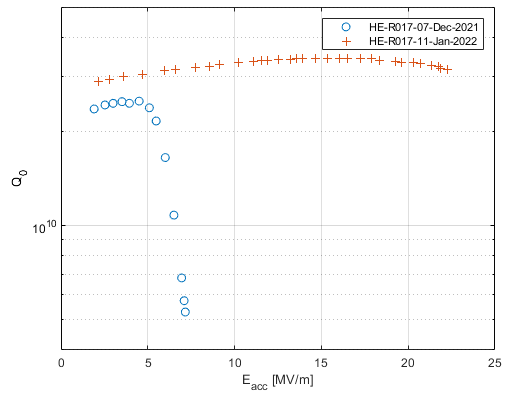 HE-R017-07-Dec-2021
HE-R017-11-Jan-2022
Q0
10^10
0 5 10 15 20 25
Eacc [MV/m]